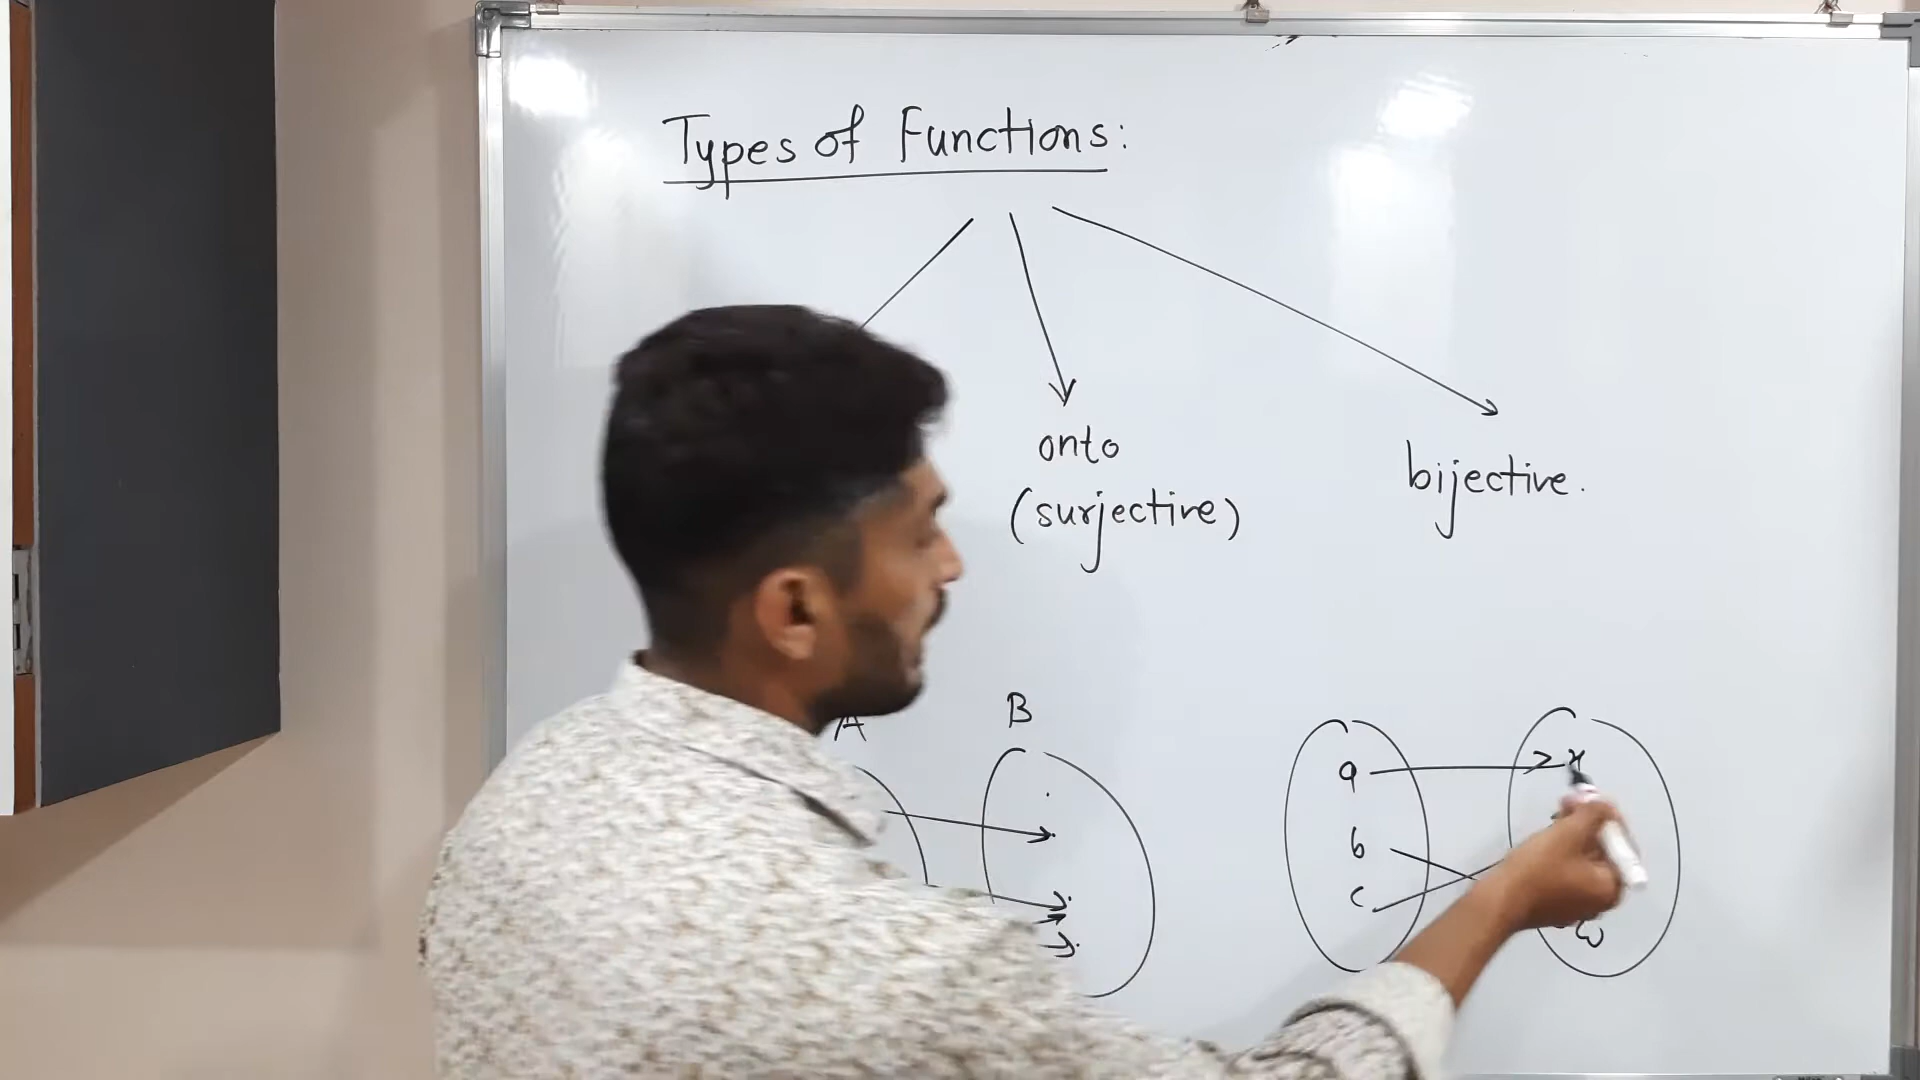 Types of Functions:
onto
(surjective)
bijective.
A B
a x
b
c
ω